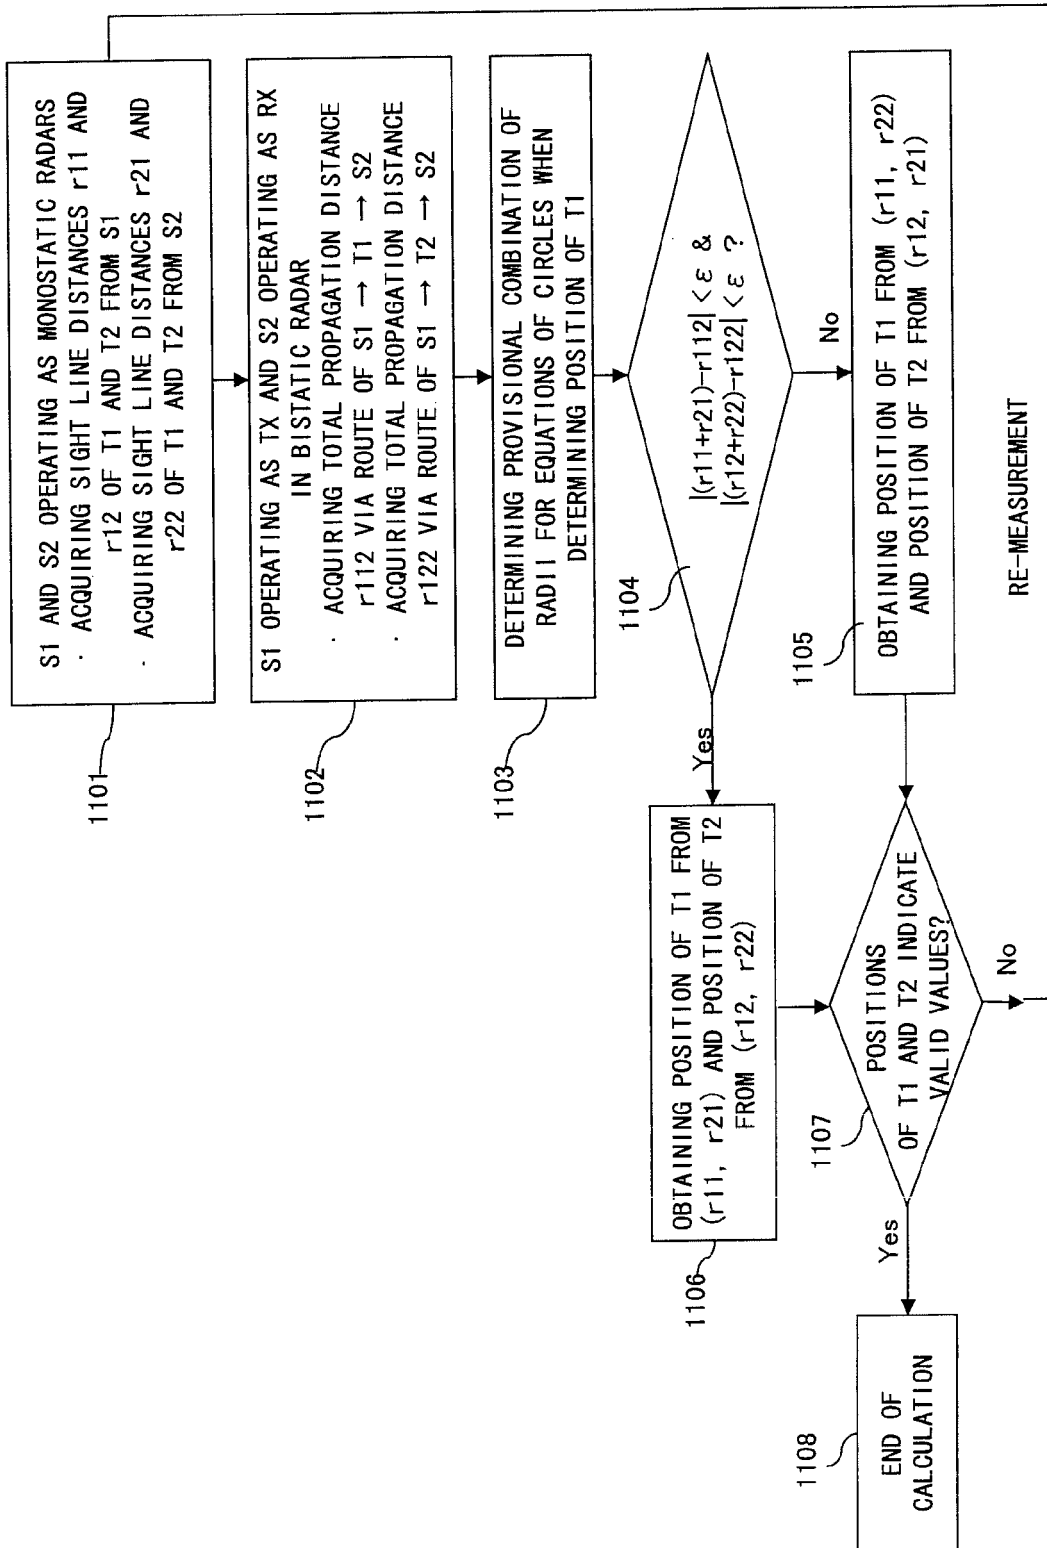 S1 AND S2 OPERATING AS MONOSTATIC RADARS
· ACQUIRING SIGHT LINE DISTANCES r11 AND
r12 OF T1 AND T2 FROM S1
· ACQUIRING SIGHT LINE DISTANCES r21 AND
r22 OF T1 AND T2 FROM S2
1101
S1 OPERATING AS TX AND S2 OPERATING AS RX
IN BISTATIC RADAR
· ACQUIRING TOTAL PROPAGATION DISTANCE
r112 VIA ROUTE OF S1 → T1 → S2
· ACQUIRING TOTAL PROPAGATION DISTANCE
r122 VIA ROUTE OF S1 → T2 → S2
1102
DETERMINING PROVISIONAL COMBINATION OF
RADII FOR EQUATIONS OF CIRCLES WHEN
DETERMINING POSITION OF T1
1103
1104
|(r11+r21)-r112| < ε &
|(r12+r22)-r122| < ε ?
Yes
No
1105
OBTAINING POSITION OF T1 FROM (r11, r22)
AND POSITION OF T2 FROM (r12, r21)
OBTAINING POSITION OF T1 FROM
(r11, r21) AND POSITION OF T2
FROM (r12, r22)
1106
1107
POSITIONS
OF T1 AND T2 INDICATE
VALID VALUES?
No
RE-MEASUREMENT
Yes
1108
END OF
CALCULATION